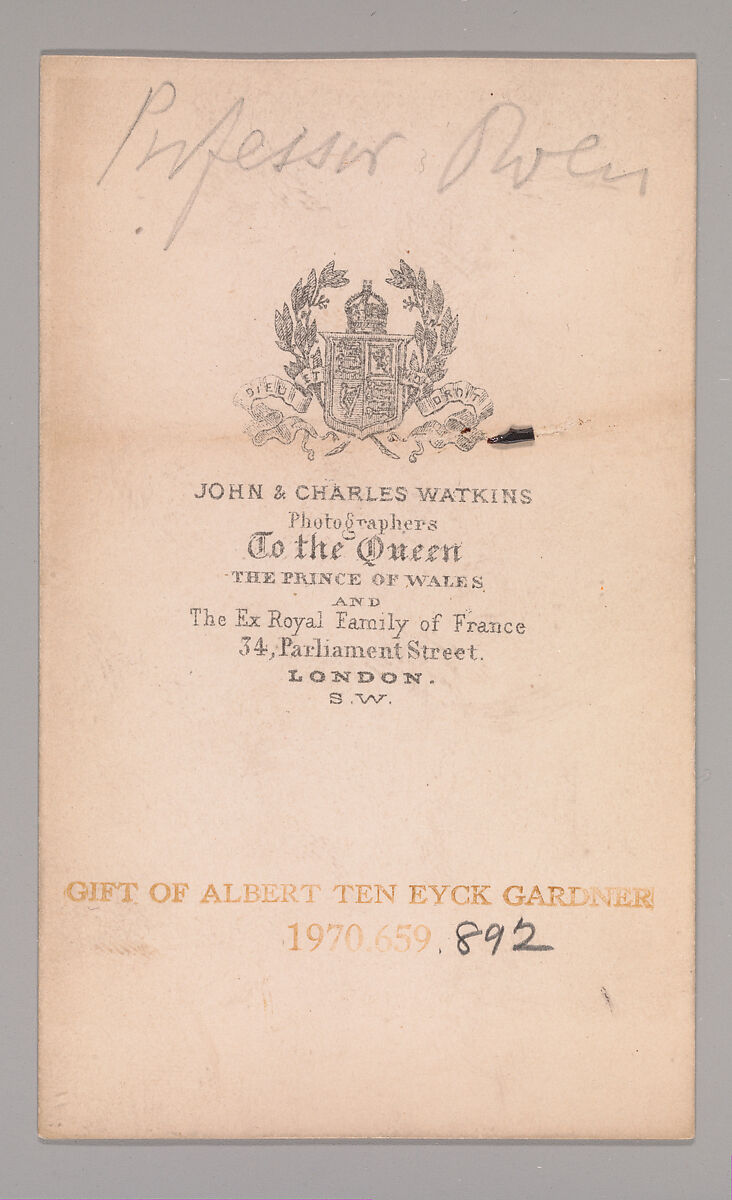 Professor Owen
DIEU ET MON DROIT
JOHN & CHARLES WATKINS
Photographers
To the Queen
THE PRINCE OF WALES
AND
The Ex Royal Family of France
34, Parliament Street.
LONDON.
S.W.
GIFT OF ALBERT TEN EYCK GARDNER
1970.659.892